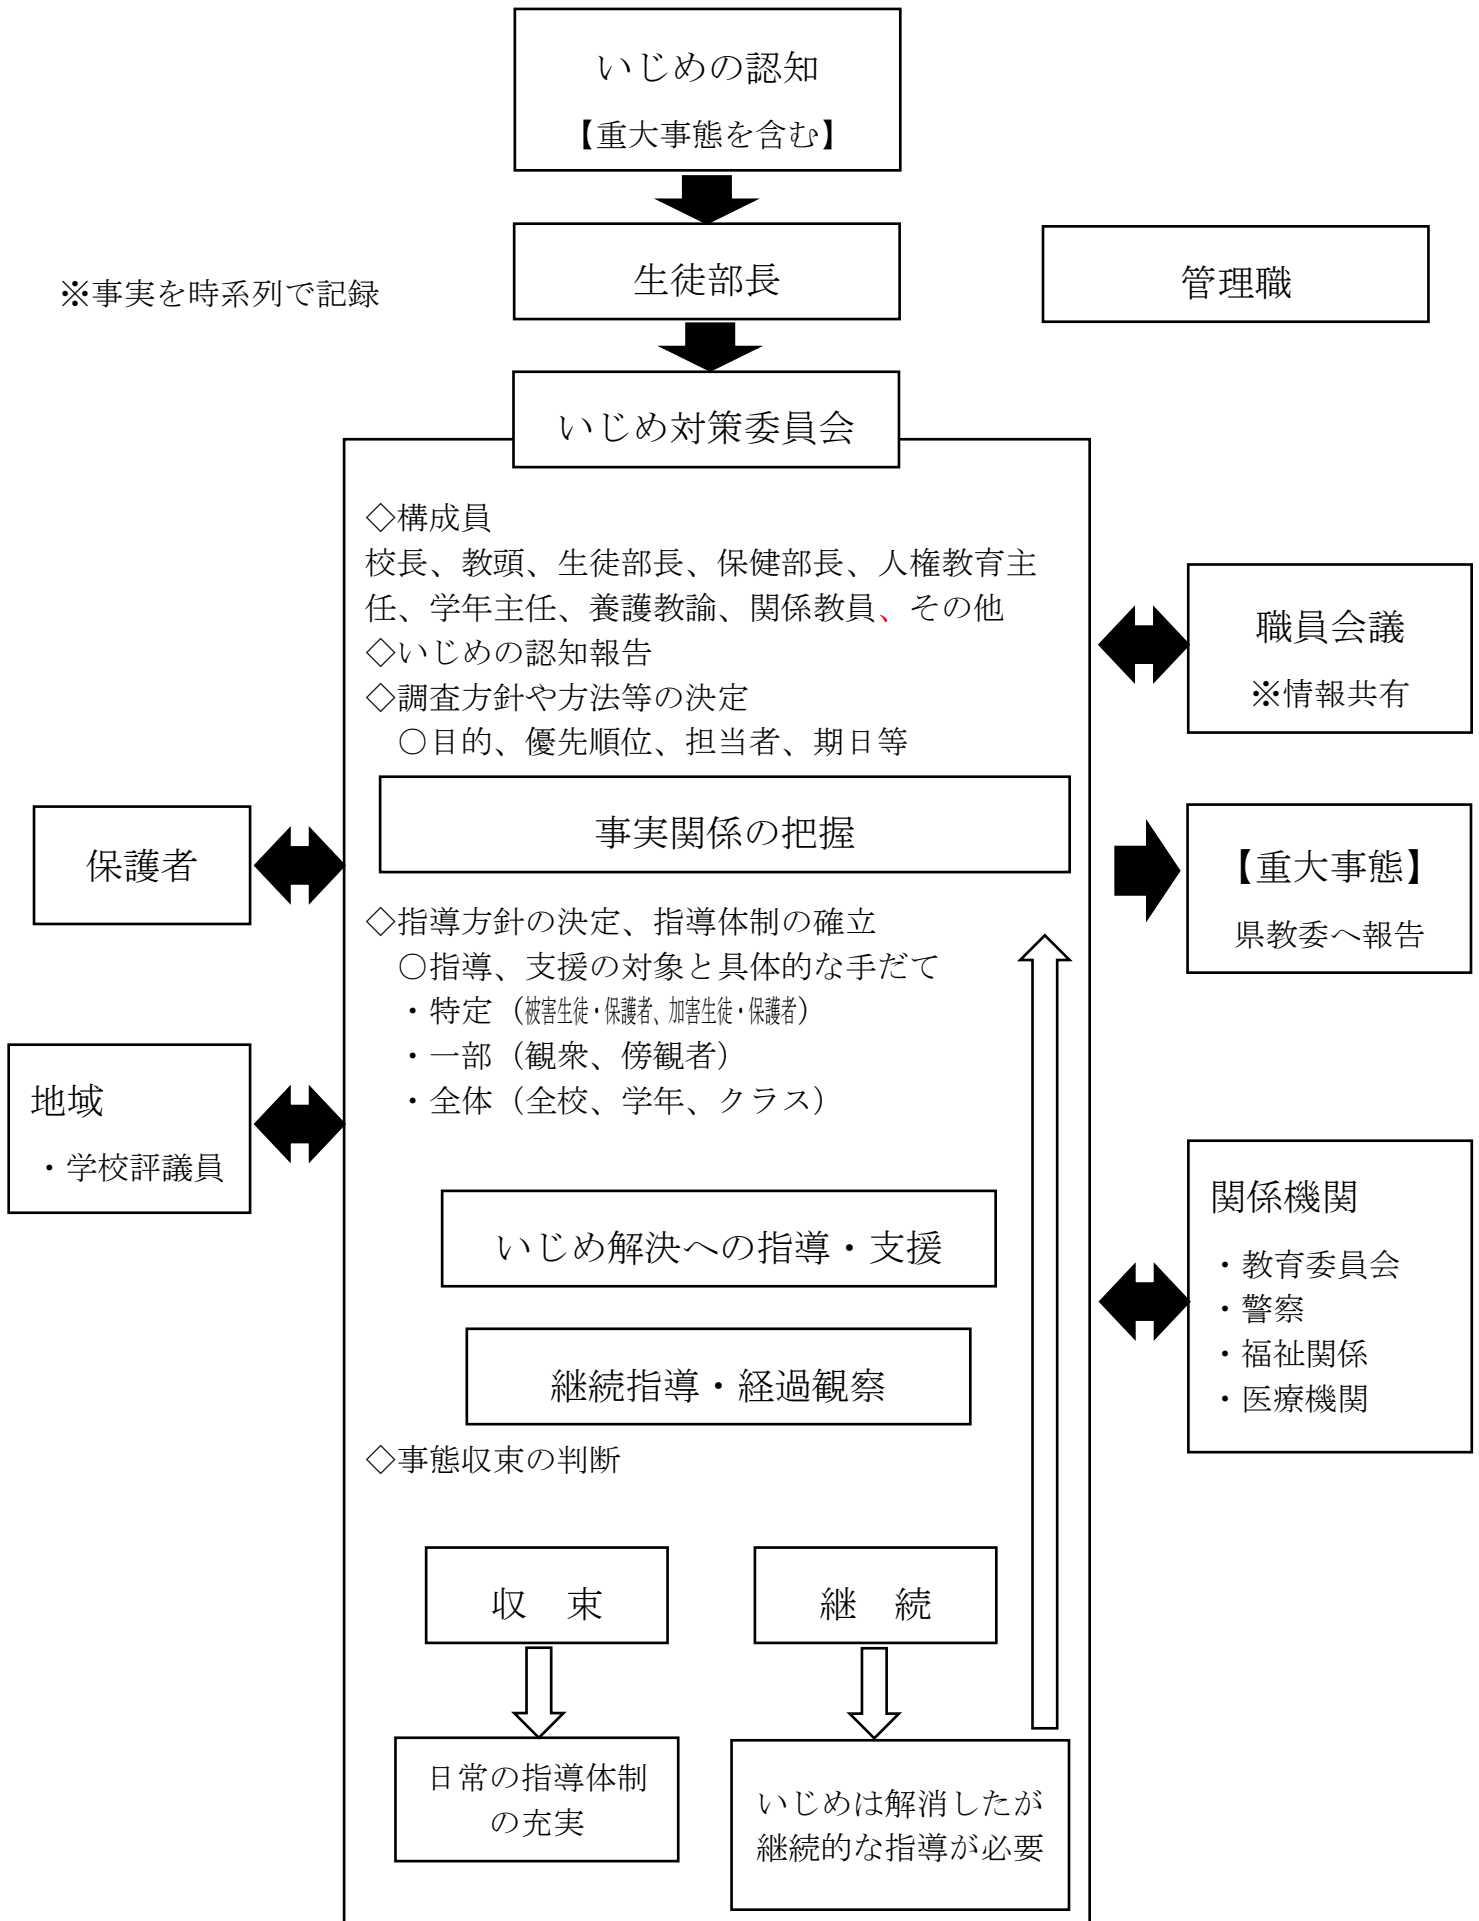 いじめの認知
【重大事態を含む】
生徒部長
管理職
※事実を時系列で記録
いじめ対策委員会
◇構成員
校長、教頭、生徒部長、保健部長、人権教育主
任、学年主任、養護教諭、関係教員、その他
◇いじめの認知報告
◇調査方針や方法等の決定
○目的、優先順位、担当者、期日等
職員会議
※情報共有
事実関係の把握
保護者
【重大事態】
県教委へ報告
◇指導方針の決定、指導体制の確立
○指導、支援の対象と具体的な手だて
・特定（被害生徒・保護者、加害生徒・保護者）
・一部（観衆、傍観者）
・全体（全校、学年、クラス）
地域
・学校評議員
いじめ解決への指導・支援
関係機関
・教育委員会
・警察
・福祉関係
・医療機関
継続指導・経過観察
◇事態収束の判断
収　束
継　続
日常の指導体制
の充実
いじめは解消したが
継続的な指導が必要